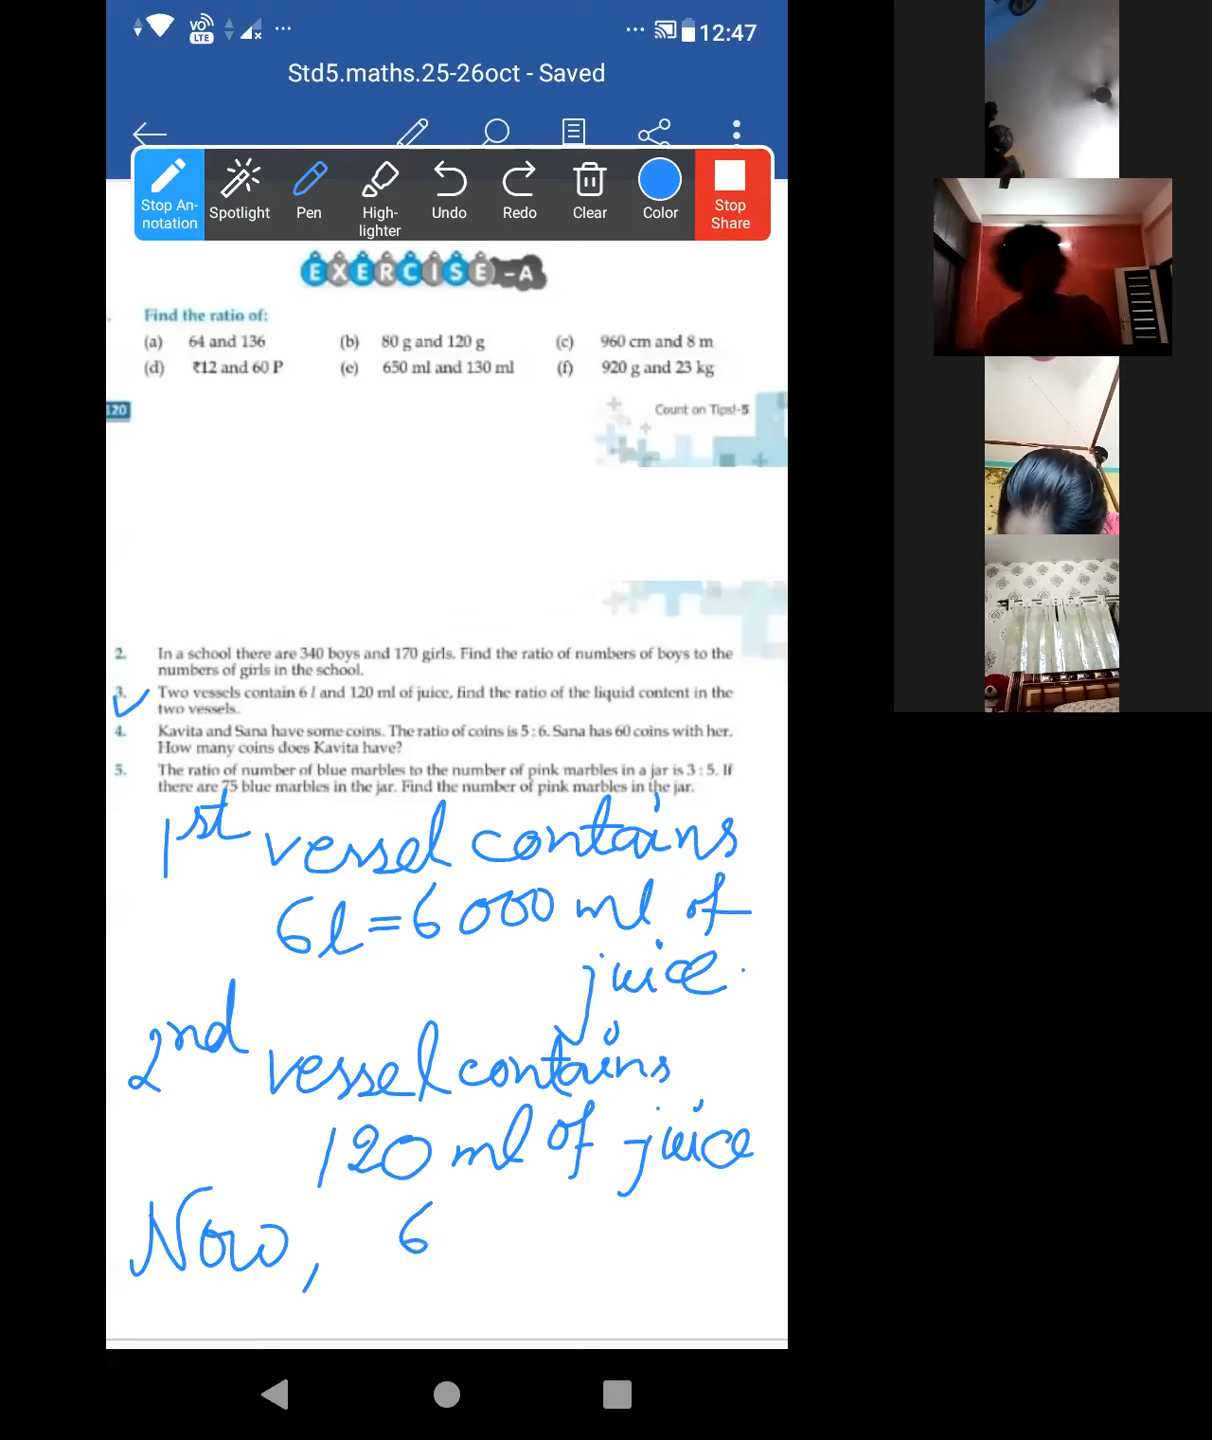 VO))
LTE
12:47
Std5.maths.25-26oct - Saved
Stop An-
notation
Spotlight
Pen
High-
lighter
Undo
Redo
Clear
Color
Stop
Share
EXERCISE-A
Find the ratio of:
(a) 64 and 136 (b) 80 g and 120 g (c) 960 cm and 8 m
(d) ₹12 and 60 P (e) 650 ml and 130 ml (f) 920 g and 23 kg
120
Count on Tips!-5
2. In a school there are 340 boys and 170 girls. Find the ratio of numbers of boys to the
numbers of girls in the school.
3. Two vessels contain 6 l and 120 ml of juice, find the ratio of the liquid content in the
two vessels.
4. Kavita and Sana have some coins. The ratio of coins is 5 : 6. Sana has 60 coins with her.
How many coins does Kavita have?
5. The ratio of number of blue marbles to the number of pink marbles in a jar is 3 : 5. If
there are 75 blue marbles in the jar. Find the number of pink marbles in the jar.
1st vessel contains
6l = 6000 ml of
juice.
2nd vessel contains
120 ml of juice
Now, 6